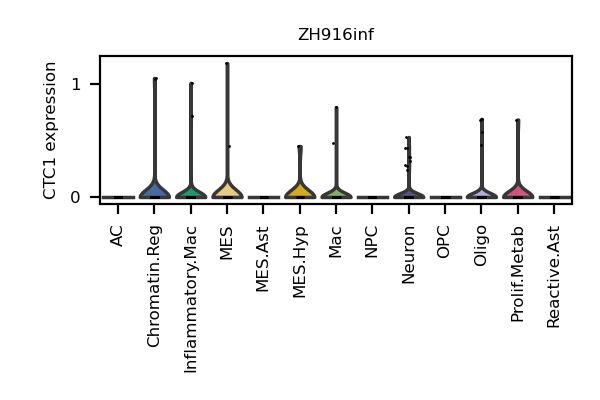 ZH916inf
CTC1 expression
1
0
AC
Chromatin.Reg
Inflammatory.Mac
MES
MES.Ast
MES.Hyp
Mac
NPC
Neuron
OPC
Oligo
Prolif.Metab
Reactive.Ast